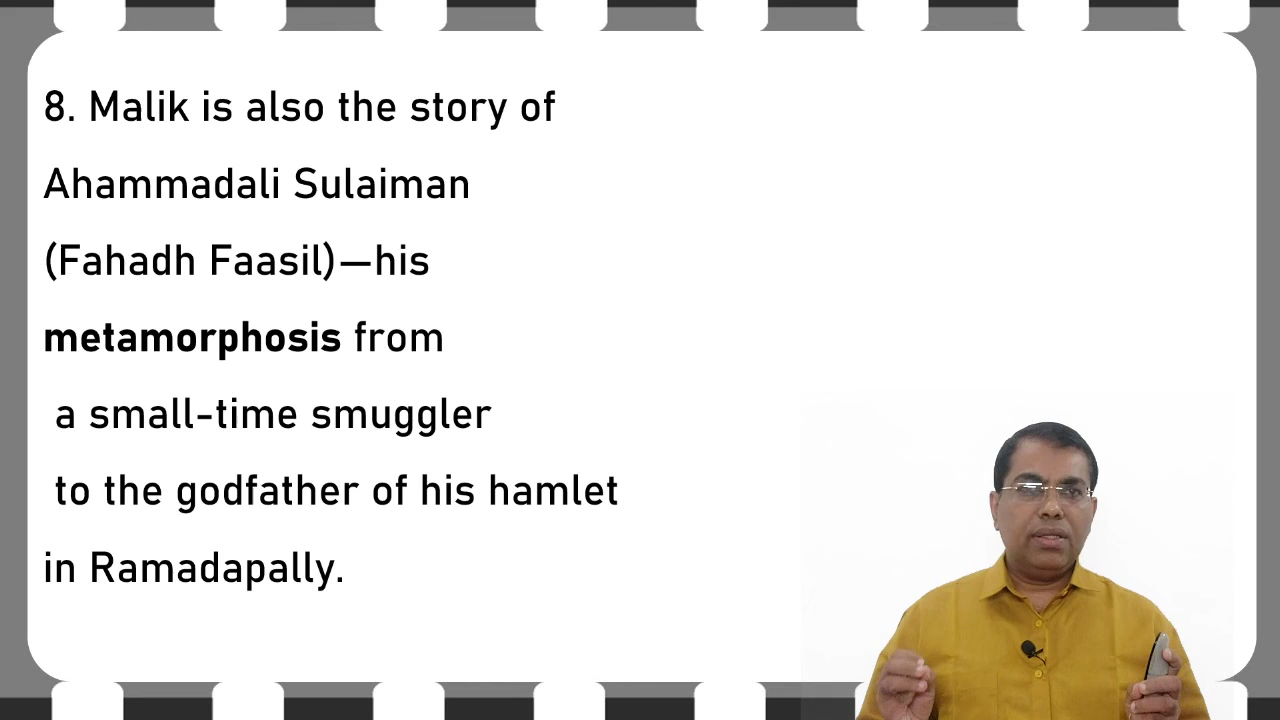 8. Malik is also the story of
Ahammadali Sulaiman
(Fahadh Faasil)—his
metamorphosis from
a small-time smuggler
to the godfather of his hamlet
in Ramadapally.